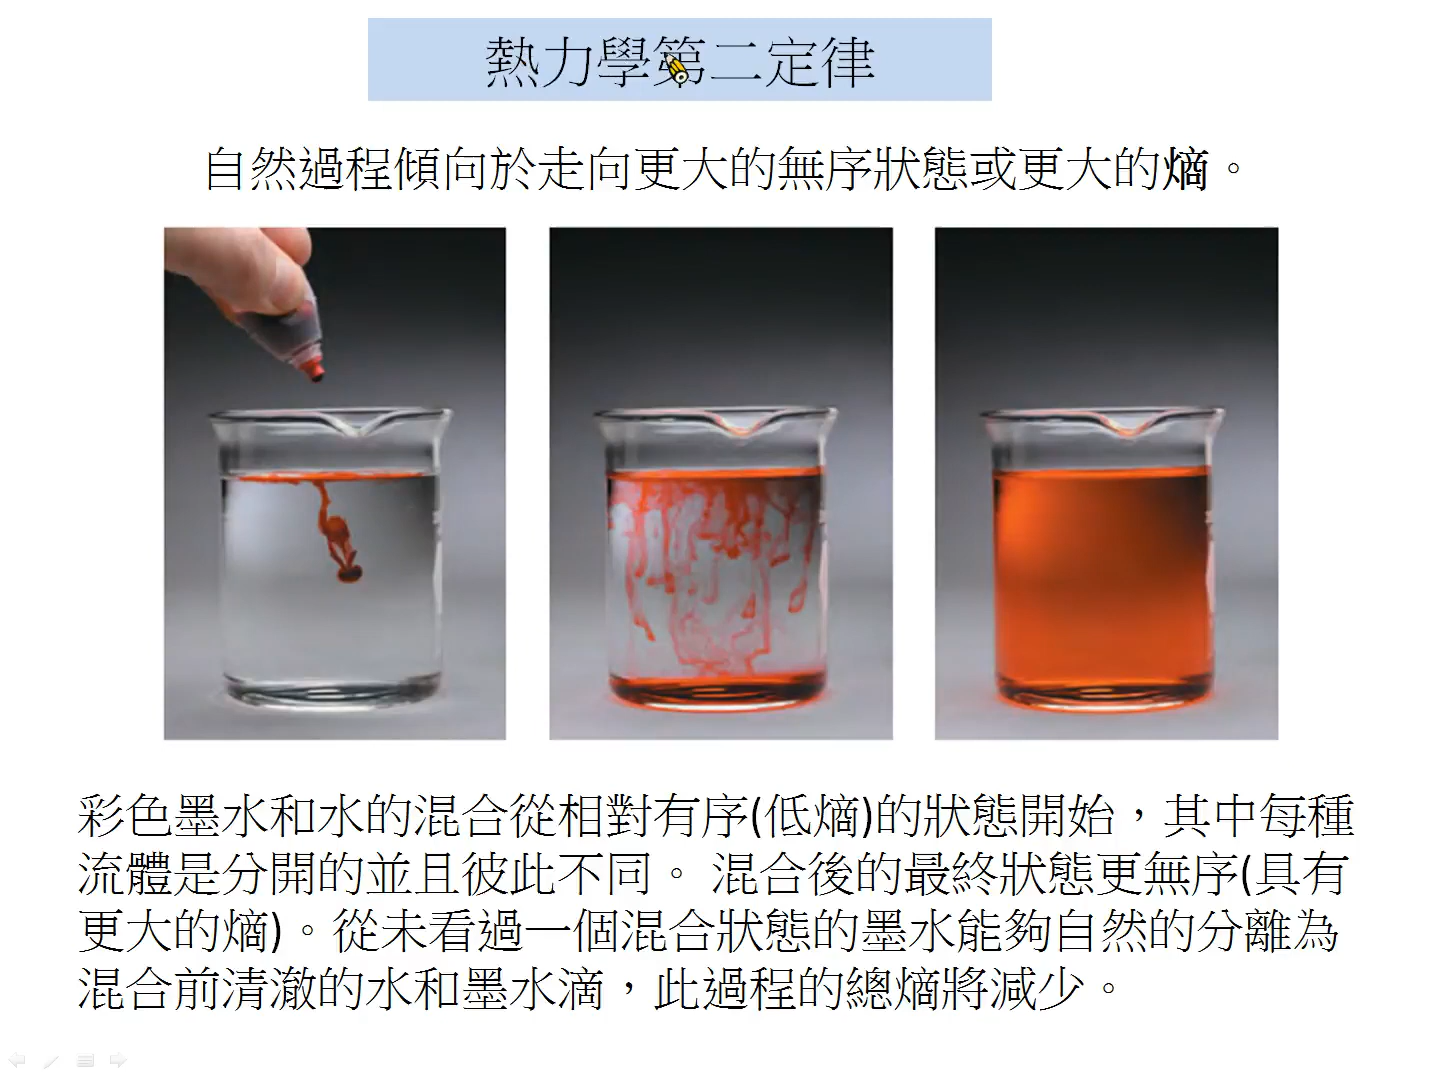 熱力學第二定律
自然過程傾向於走向更大的無序狀態或更大的熵。
彩色墨水和水的混合從相對有序(低熵)的狀態開始，其中每種
流體是分開的並且彼此不同。 混合後的最終狀態更無序(具有
更大的熵)。從未看過一個混合狀態的墨水能夠自然的分離為
混合前清澈的水和墨水滴，此過程的總熵將減少。